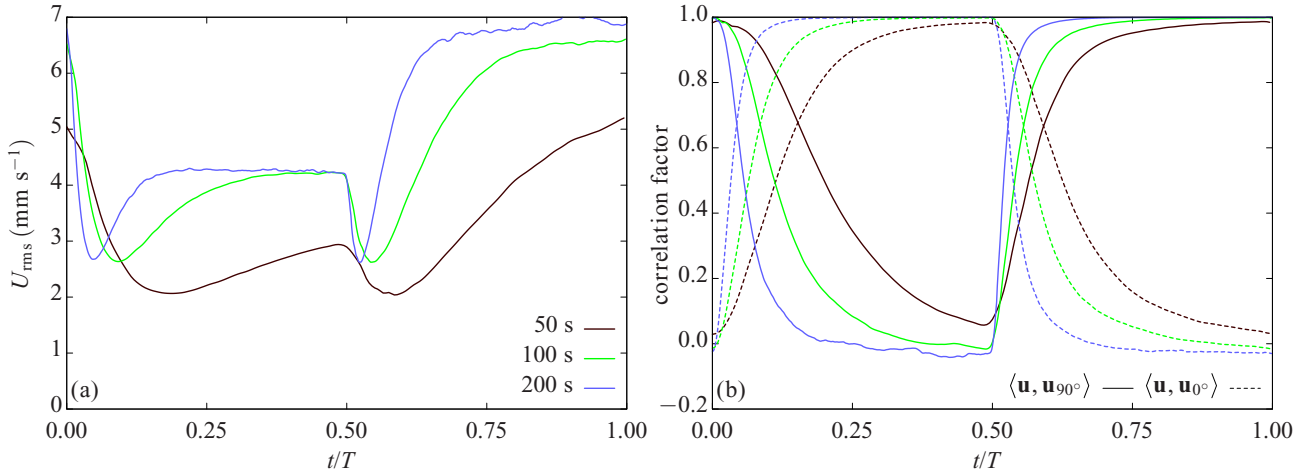 7
6
5
4
3
2
1
0
U_rms (mm s⁻¹)
50 s
100 s
200 s
(a)
0.00 0.25 0.50 0.75 1.00
t/T
1.0
0.8
0.6
0.4
0.2
0.0
−0.2
correlation factor
(b)
⟨u, u₉₀°⟩ ⟨u, u₀°⟩
0.00 0.25 0.50 0.75 1.00
t/T